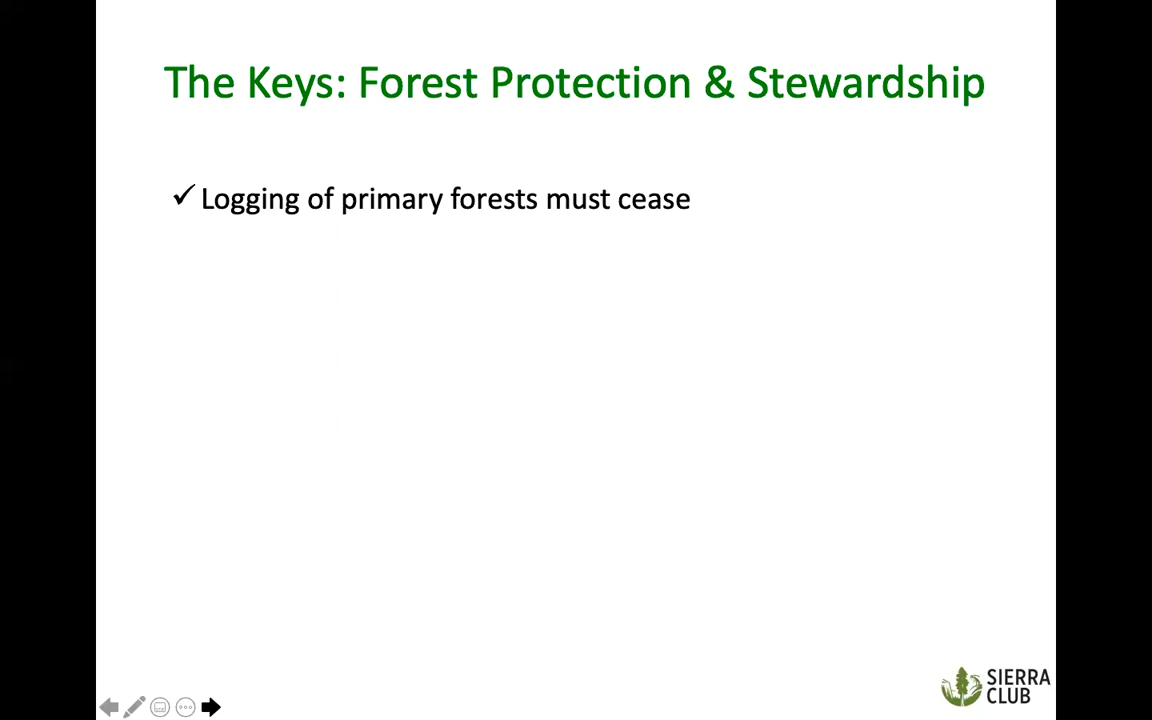 The Keys: Forest Protection & Stewardship
✓ Logging of primary forests must cease
SIERRA
CLUB